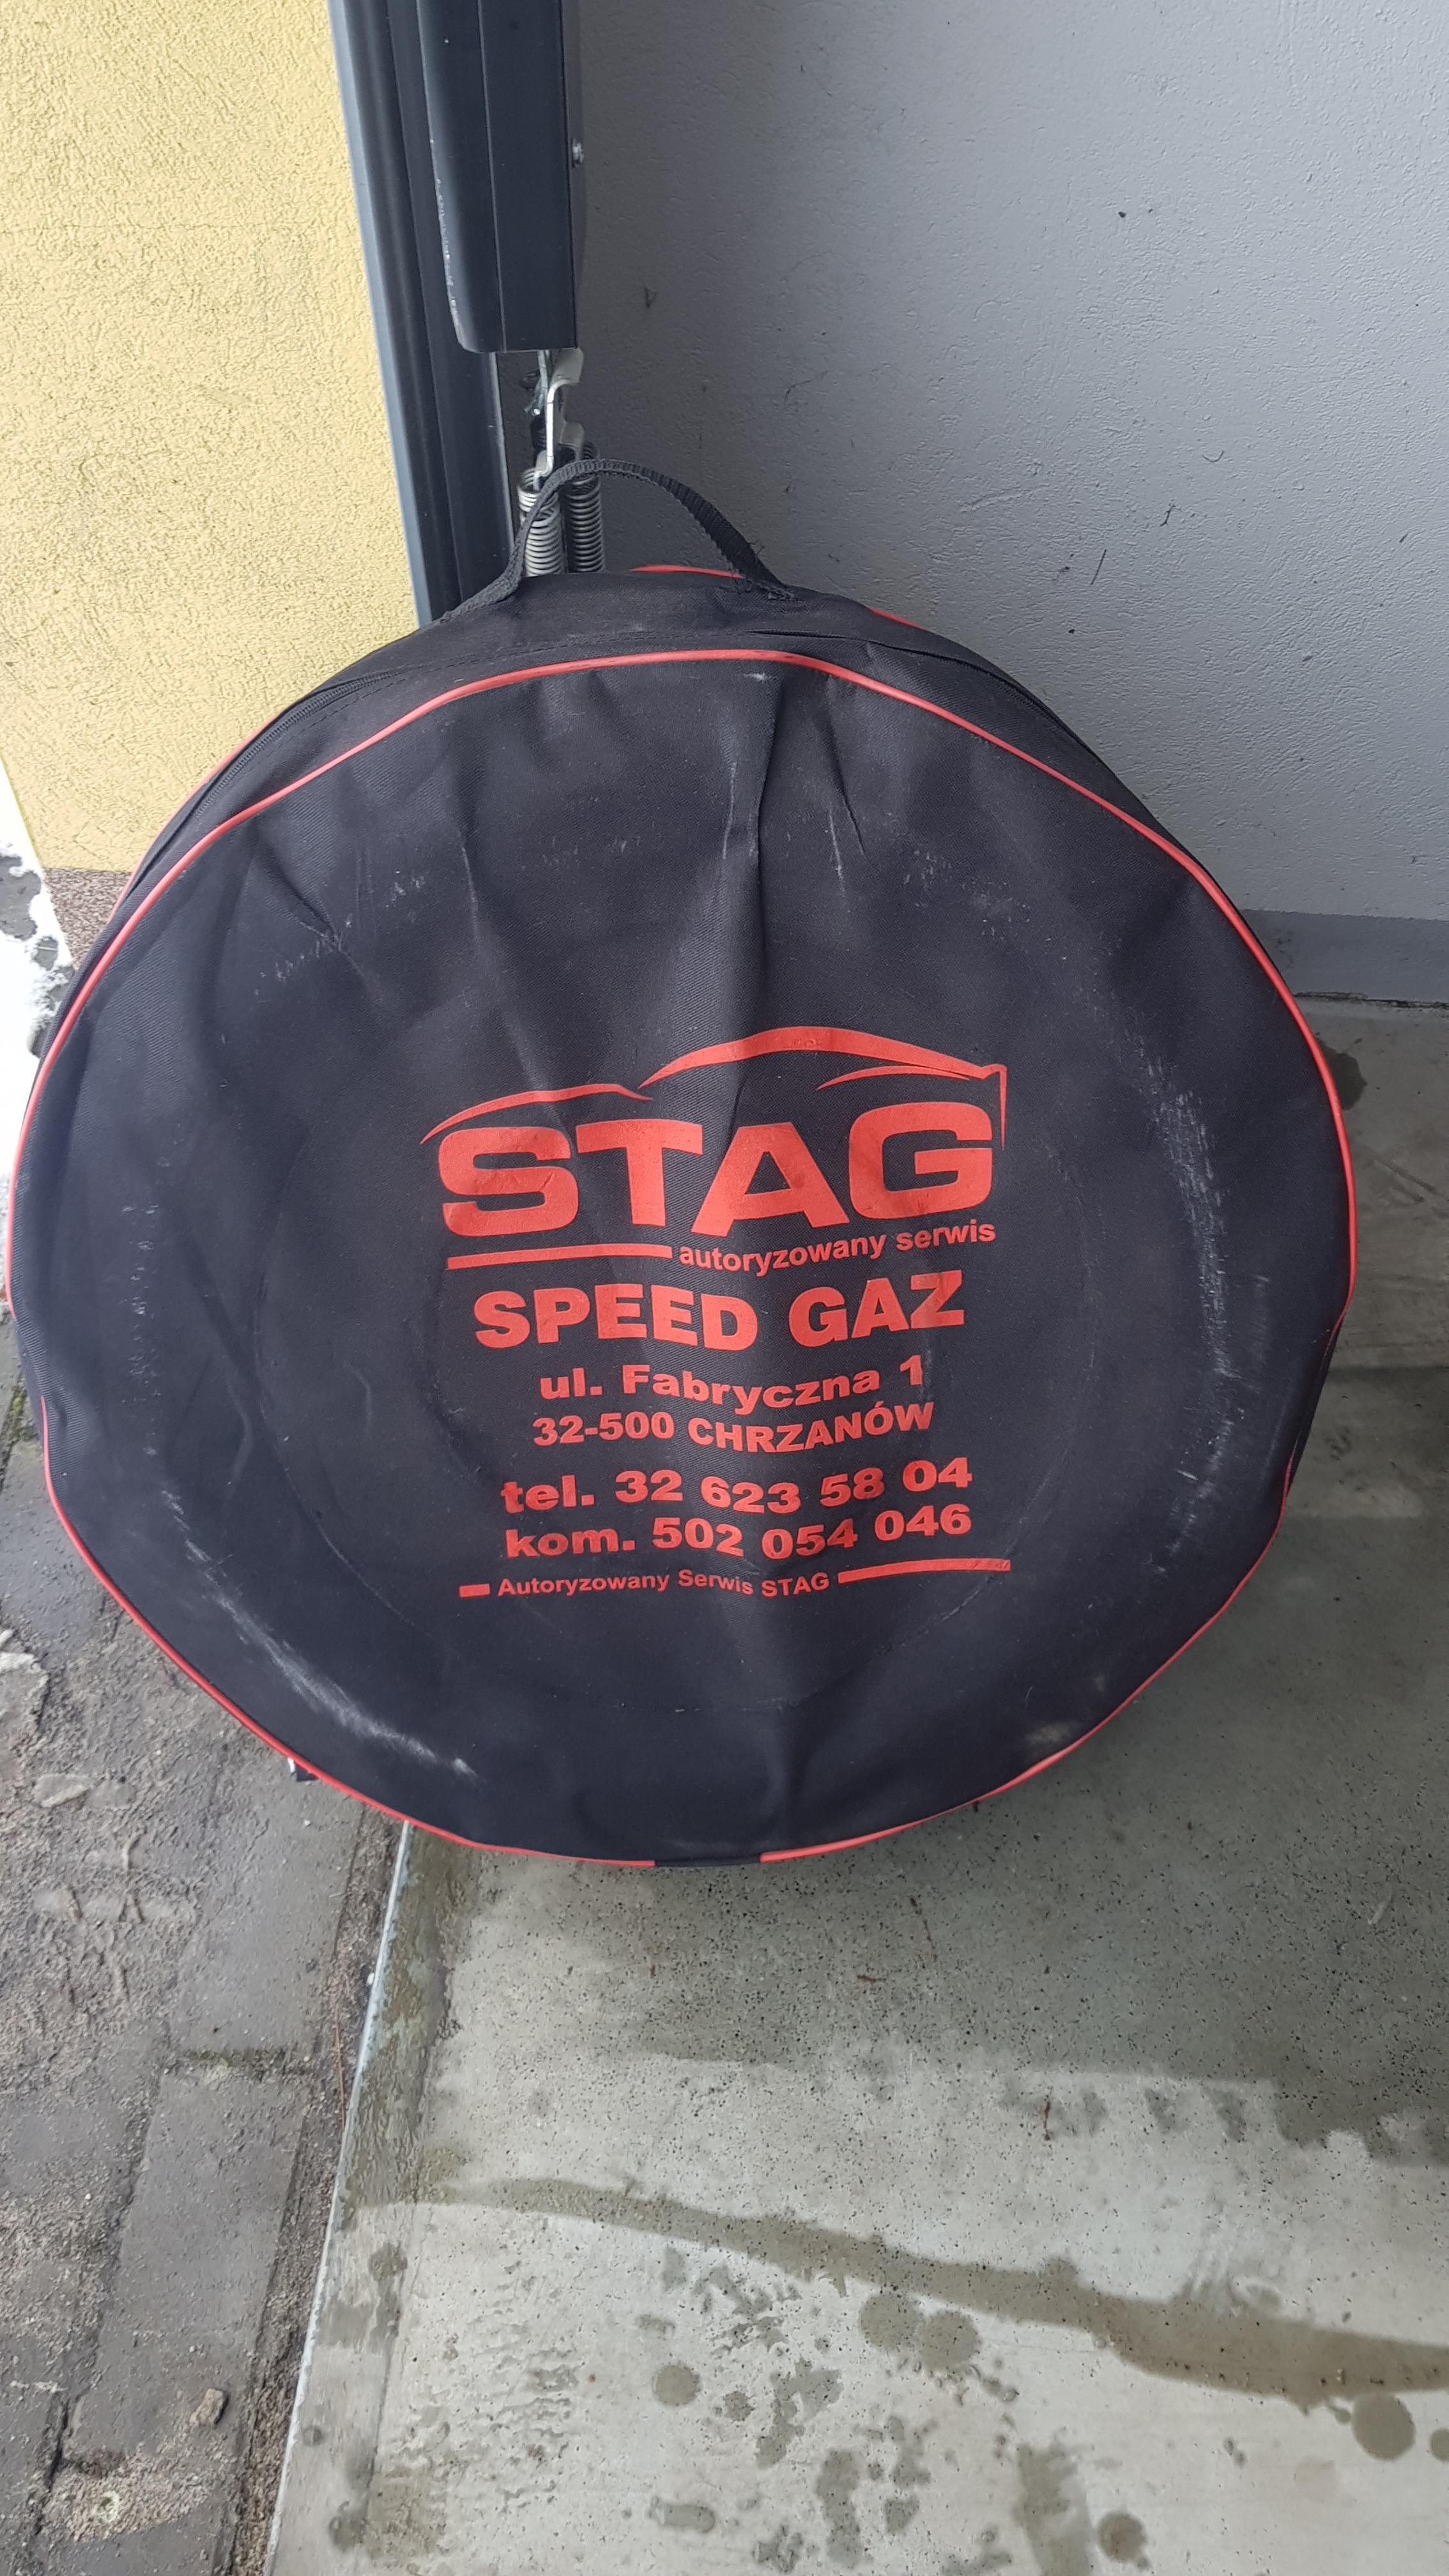 STAG
autoryzowany serwis
SPEED GAZ
ul. Fabryczna 1
32-500 CHRZANÓW
tel. 32 623 58 04
kom. 502 054 046
Autoryzowany Serwis STAG